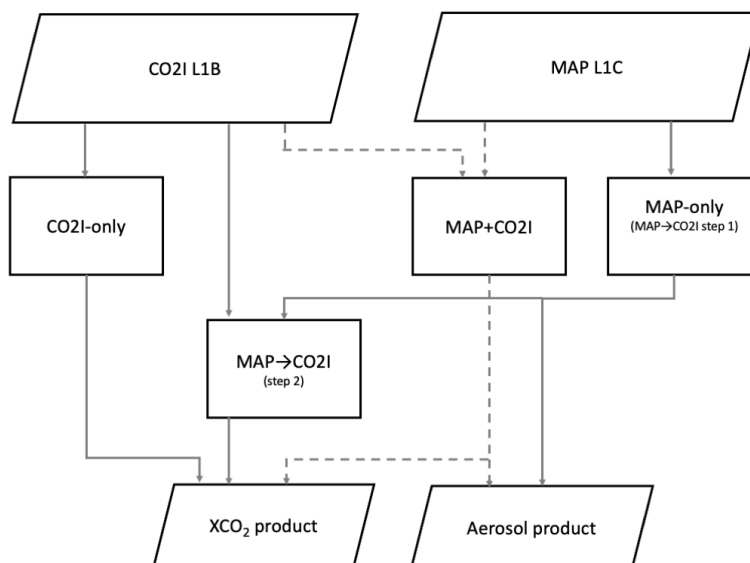 CO2I L1B
MAP L1C
CO2I-only
MAP+CO2I
MAP-only
(MAP→CO2I step 1)
MAP→CO2I
(step 2)
XCO₂ product
Aerosol product